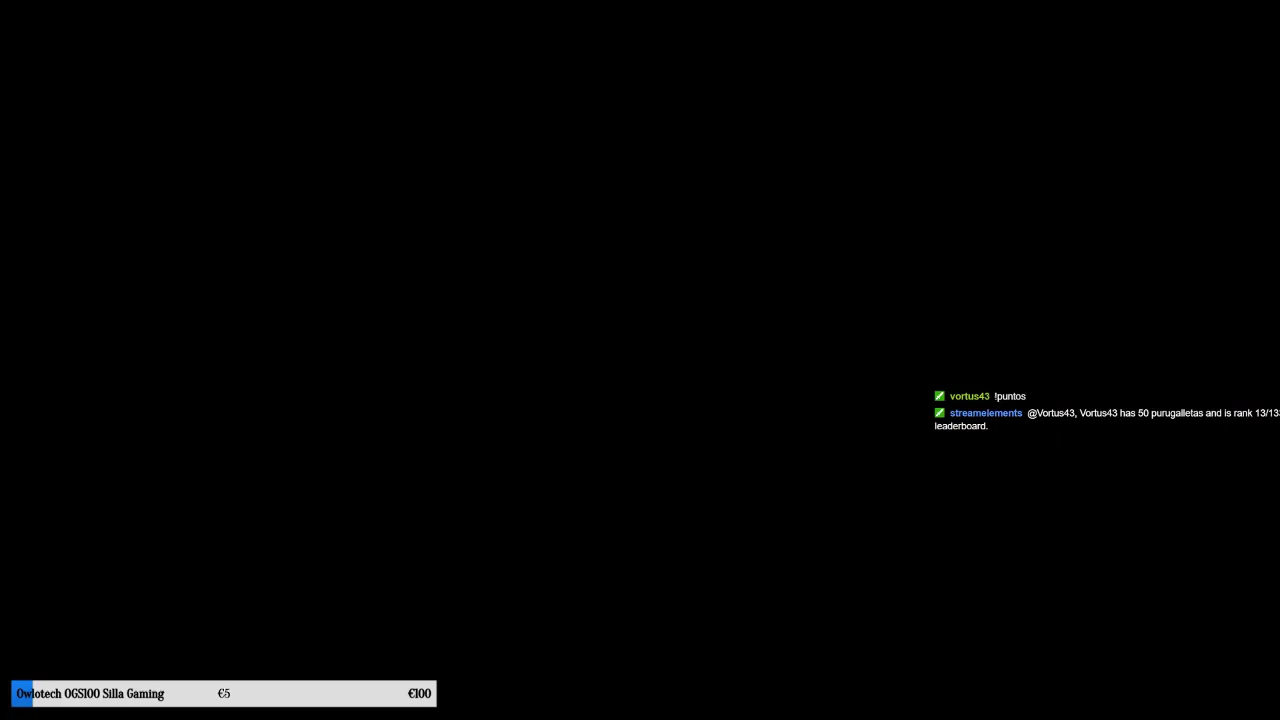 vortus43 !puntos
streamelements @Vortus43, Vortus43 has 50 purugalletas and is rank 13/133
leaderboard.
Owlotech OGS100 Silla Gaming €5 €100